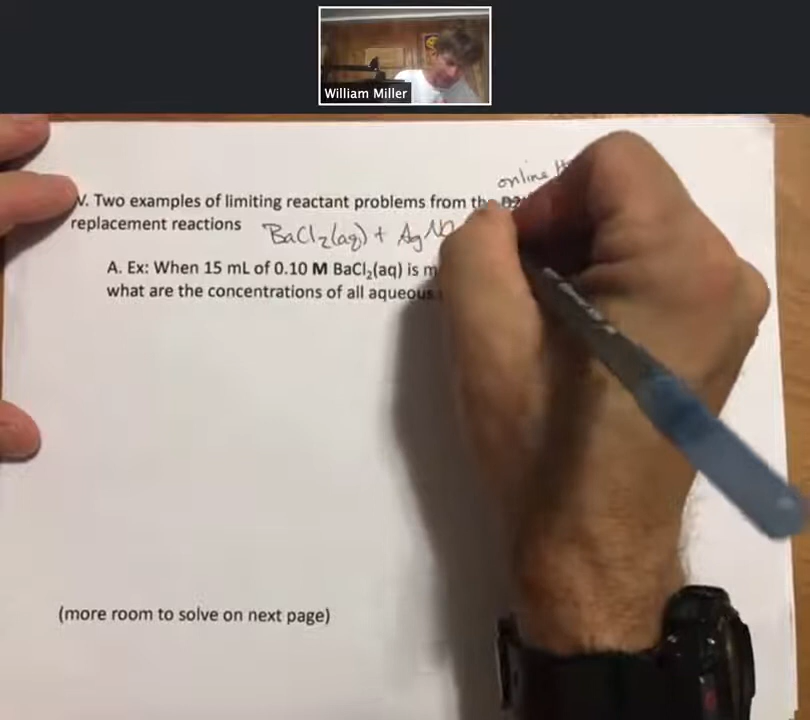 William Miller
online
V. Two examples of limiting reactant problems from the
replacement reactions BaCl₂(aq) + AgNO
A. Ex: When 15 mL of 0.10 M BaCl₂(aq) is
what are the concentrations of all aqueous
(more room to solve on next page)